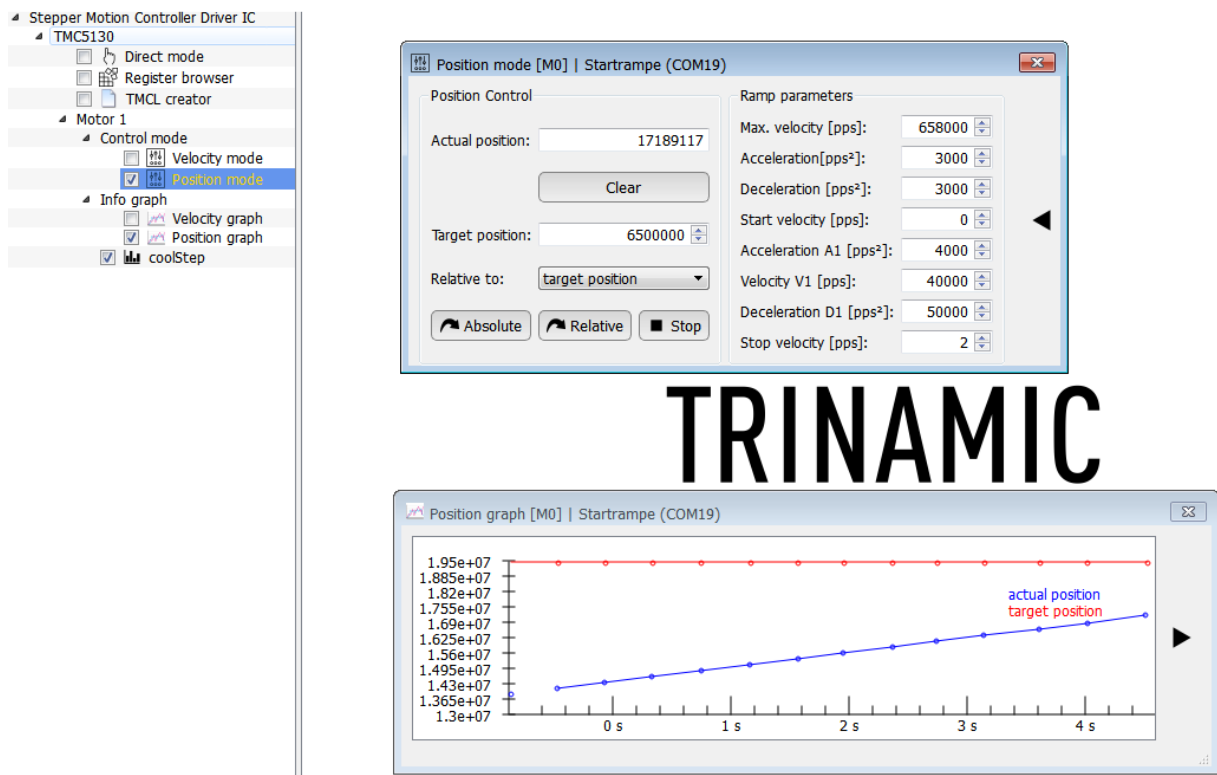 Stepper Motion Controller Driver IC
TMC5130
Direct mode
Register browser
TMCL creator
Motor 1
Control mode
Velocity mode
Position mode
Info graph
Velocity graph
Position graph
coolStep
Position mode [M0] | Startrampe (COM19)
Position Control
Actual position: 17189117
Clear
Target position: 6500000
Relative to: target position
Absolute Relative Stop
Ramp parameters
Max. velocity [pps]: 658000
Acceleration[pps²]: 3000
Deceleration [pps²]: 3000
Start velocity [pps]: 0
Acceleration A1 [pps²]: 4000
Velocity V1 [pps]: 40000
Deceleration D1 [pps²]: 50000
Stop velocity [pps]: 2
TRINAMIC
Position graph [M0] | Startrampe (COM19)
1.95e+07
1.885e+07
1.82e+07
1.755e+07
1.69e+07
1.625e+07
1.56e+07
1.495e+07
1.43e+07
1.365e+07
1.3e+07
actual position
target position
0 s 1 s 2 s 3 s 4 s